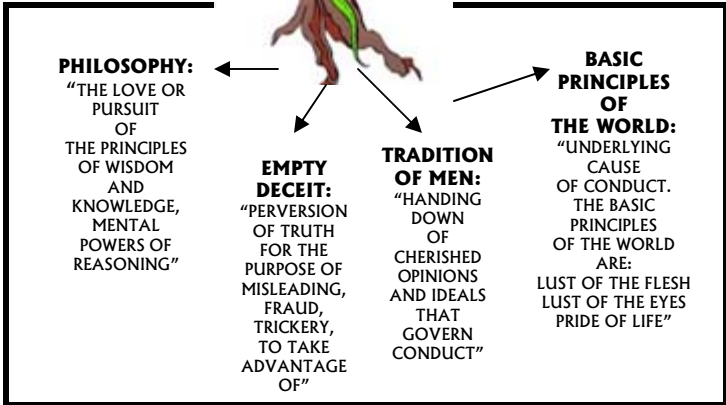 PHILOSOPHY:
“THE LOVE OR
PURSUIT
OF
THE PRINCIPLES
OF WISDOM
AND
KNOWLEDGE,
MENTAL
POWERS OF
REASONING”
EMPTY
DECEIT:
“PERVERSION
OF TRUTH
FOR THE
PURPOSE OF
MISLEADING,
FRAUD,
TRICKERY,
TO TAKE
ADVANTAGE
OF”
TRADITION
OF MEN:
“HANDING
DOWN
OF
CHERISHED
OPINIONS
AND IDEALS
THAT
GOVERN
CONDUCT”
BASIC
PRINCIPLES
OF
THE WORLD:
“UNDERLYING
CAUSE
OF CONDUCT.
THE BASIC
PRINCIPLES
OF THE WORLD
ARE:
LUST OF THE FLESH
LUST OF THE EYES
PRIDE OF LIFE”